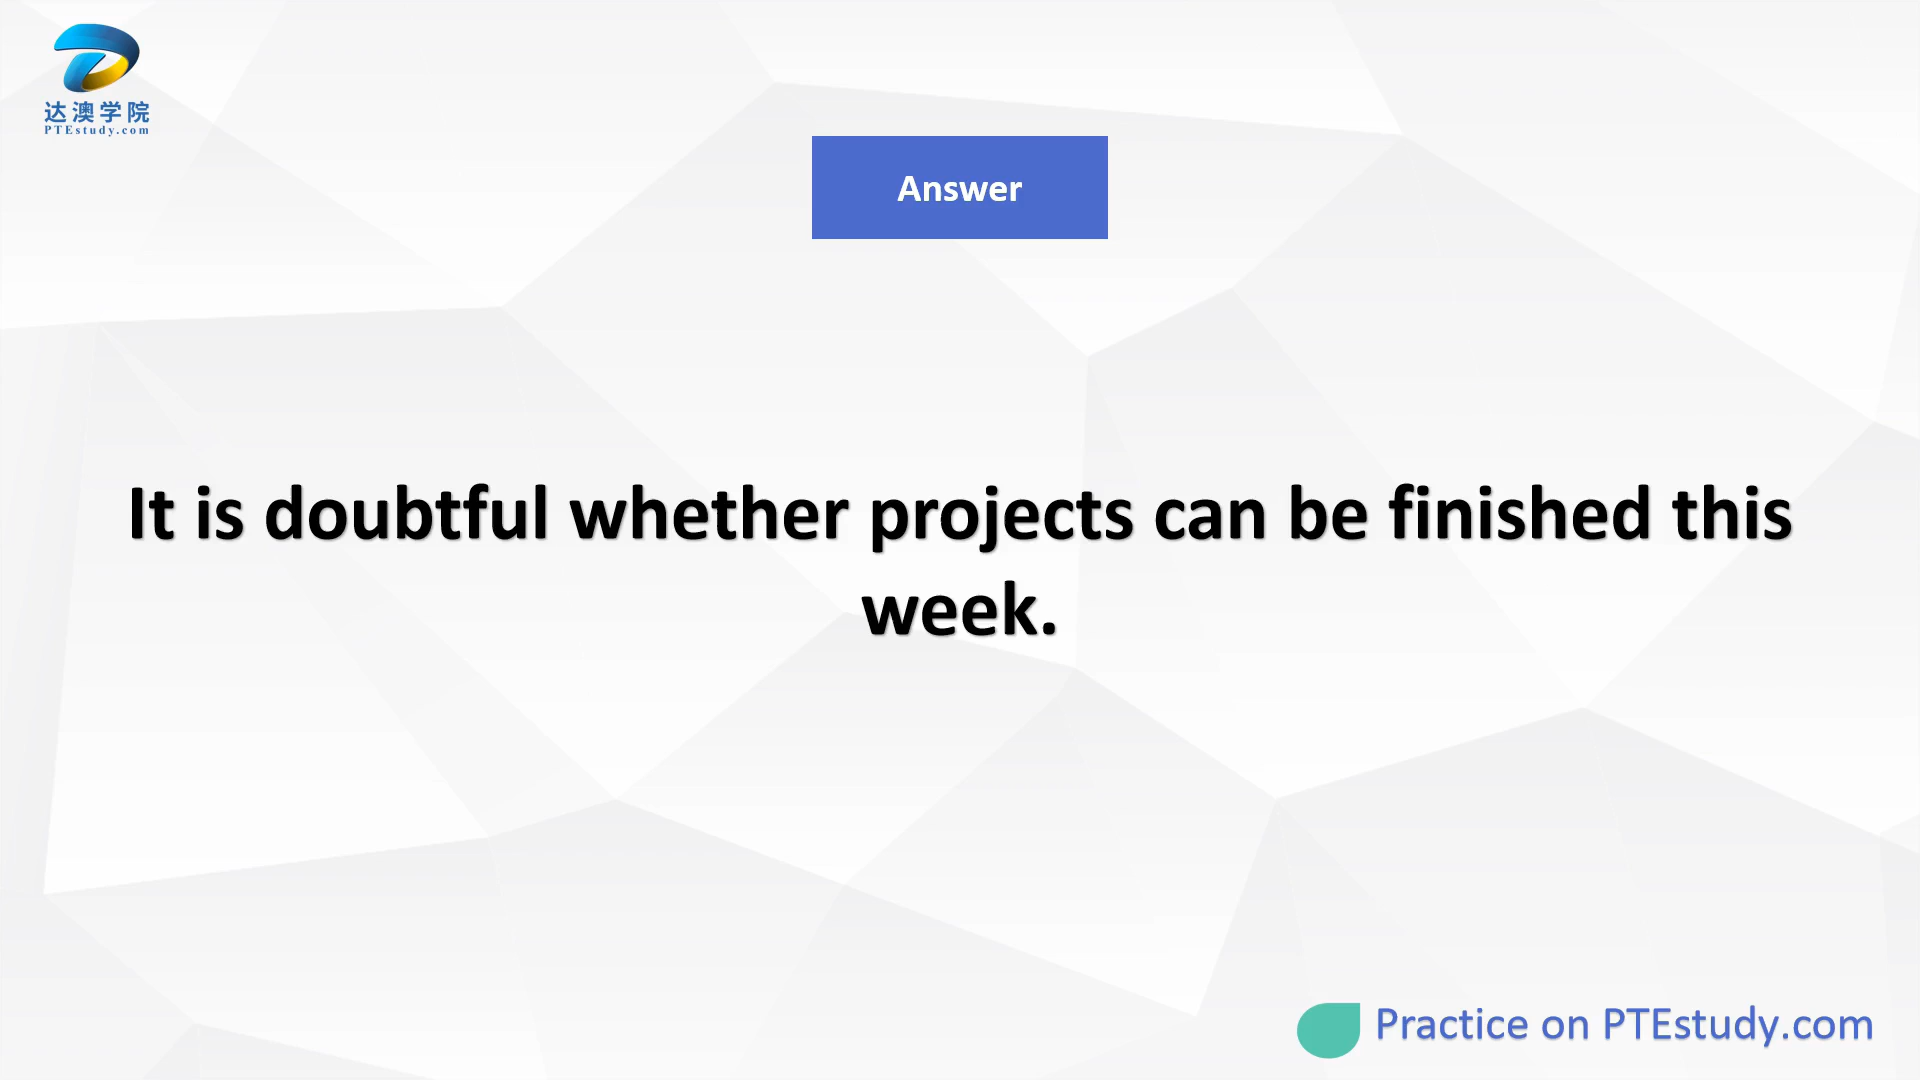 达澳学院
PTEstudy.com
Answer
It is doubtful whether projects can be finished this
week.
Practice on PTEstudy.com